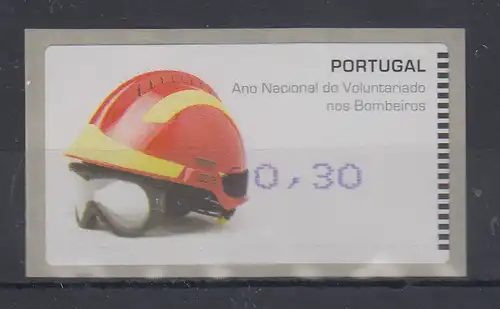 PORTUGAL
Ano Nacional do Voluntariado
nos Bombeiros
0,30